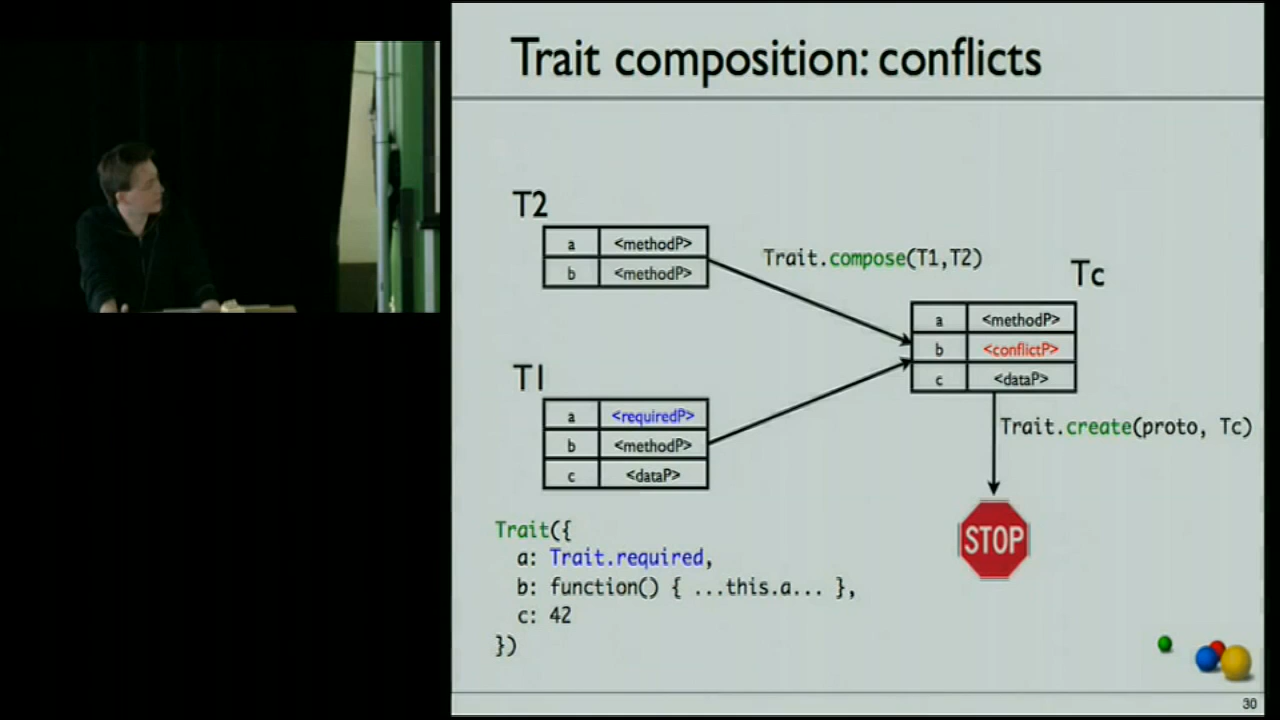 Trait composition: conflicts
T2
a <methodP>
b <methodP>
Trait.compose(T1,T2)
Tc
a <methodP>
b <conflictP>
c <dataP>
T1
a <requiredP>
b <methodP>
c <dataP>
Trait.create(proto, Tc)
STOP
Trait({
a: Trait.required,
b: function() { ...this.a... },
c: 42
})
30